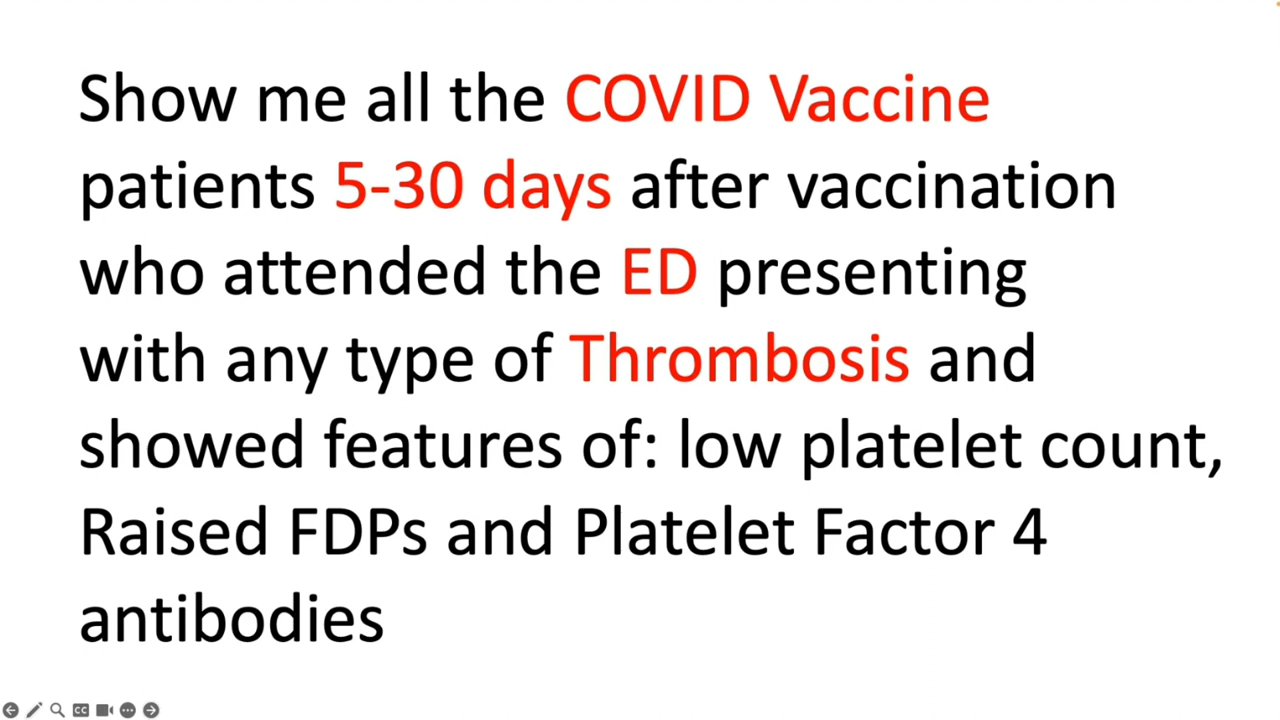 Show me all the COVID Vaccine
patients 5-30 days after vaccination
who attended the ED presenting
with any type of Thrombosis and
showed features of: low platelet count,
Raised FDPs and Platelet Factor 4
antibodies
CC